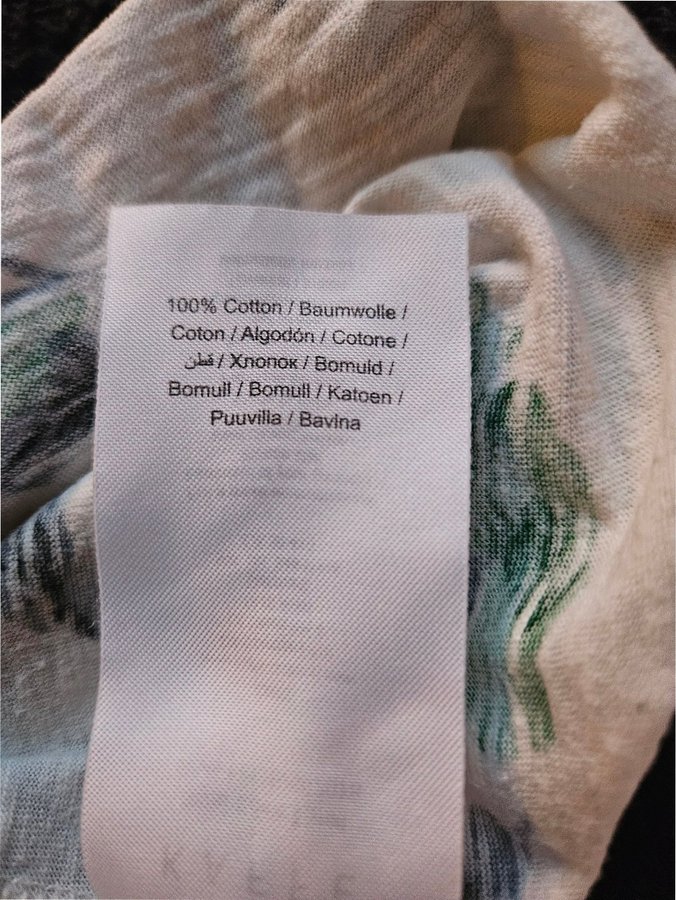 100% Cotton / Baumwolle /
Coton / Algodón / Cotone /
قطن / Хлопок / Bomuld /
Bomull / Bomull / Katoen /
Puuvilla / Bavlna